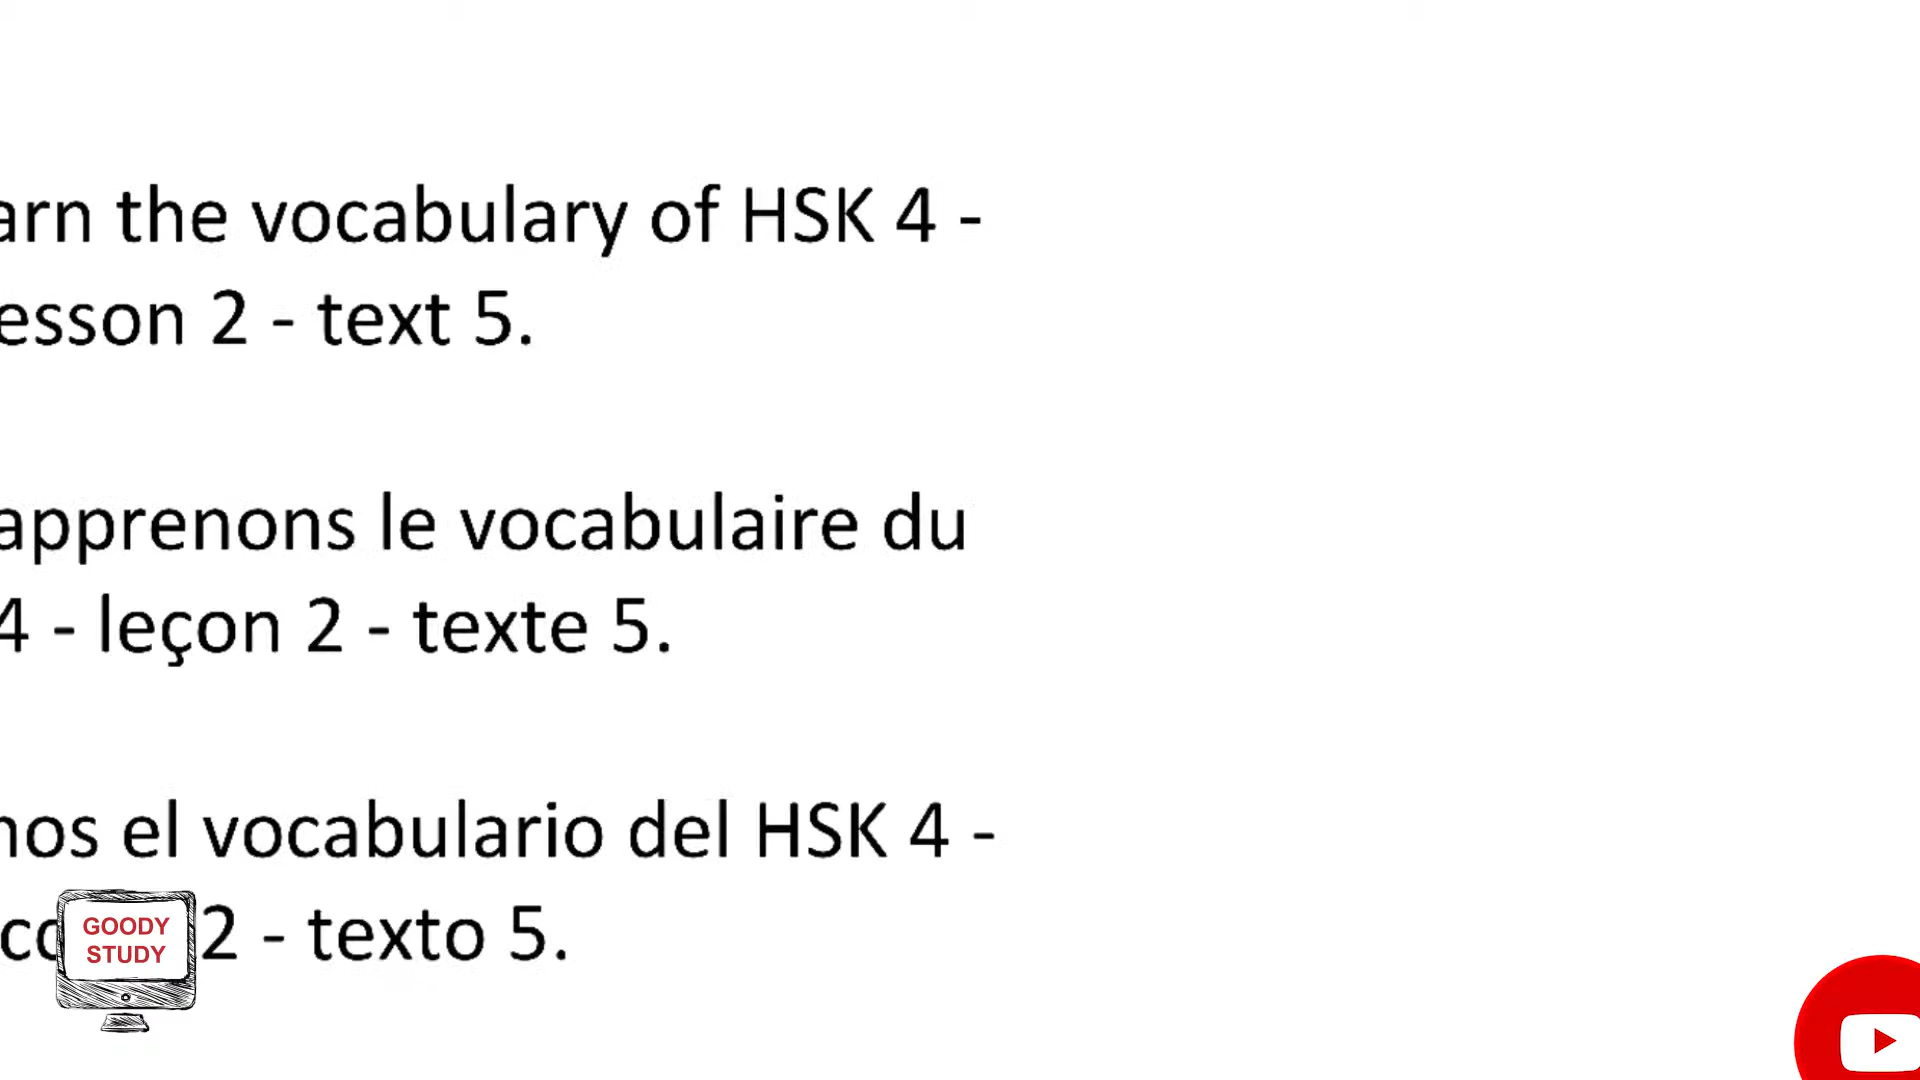 arn the vocabulary of HSK 4 -
esson 2 - text 5.
apprenons le vocabulaire du
4 - leçon 2 - texte 5.
nos el vocabulario del HSK 4 -
2 - texto 5.
GOODY
STUDY